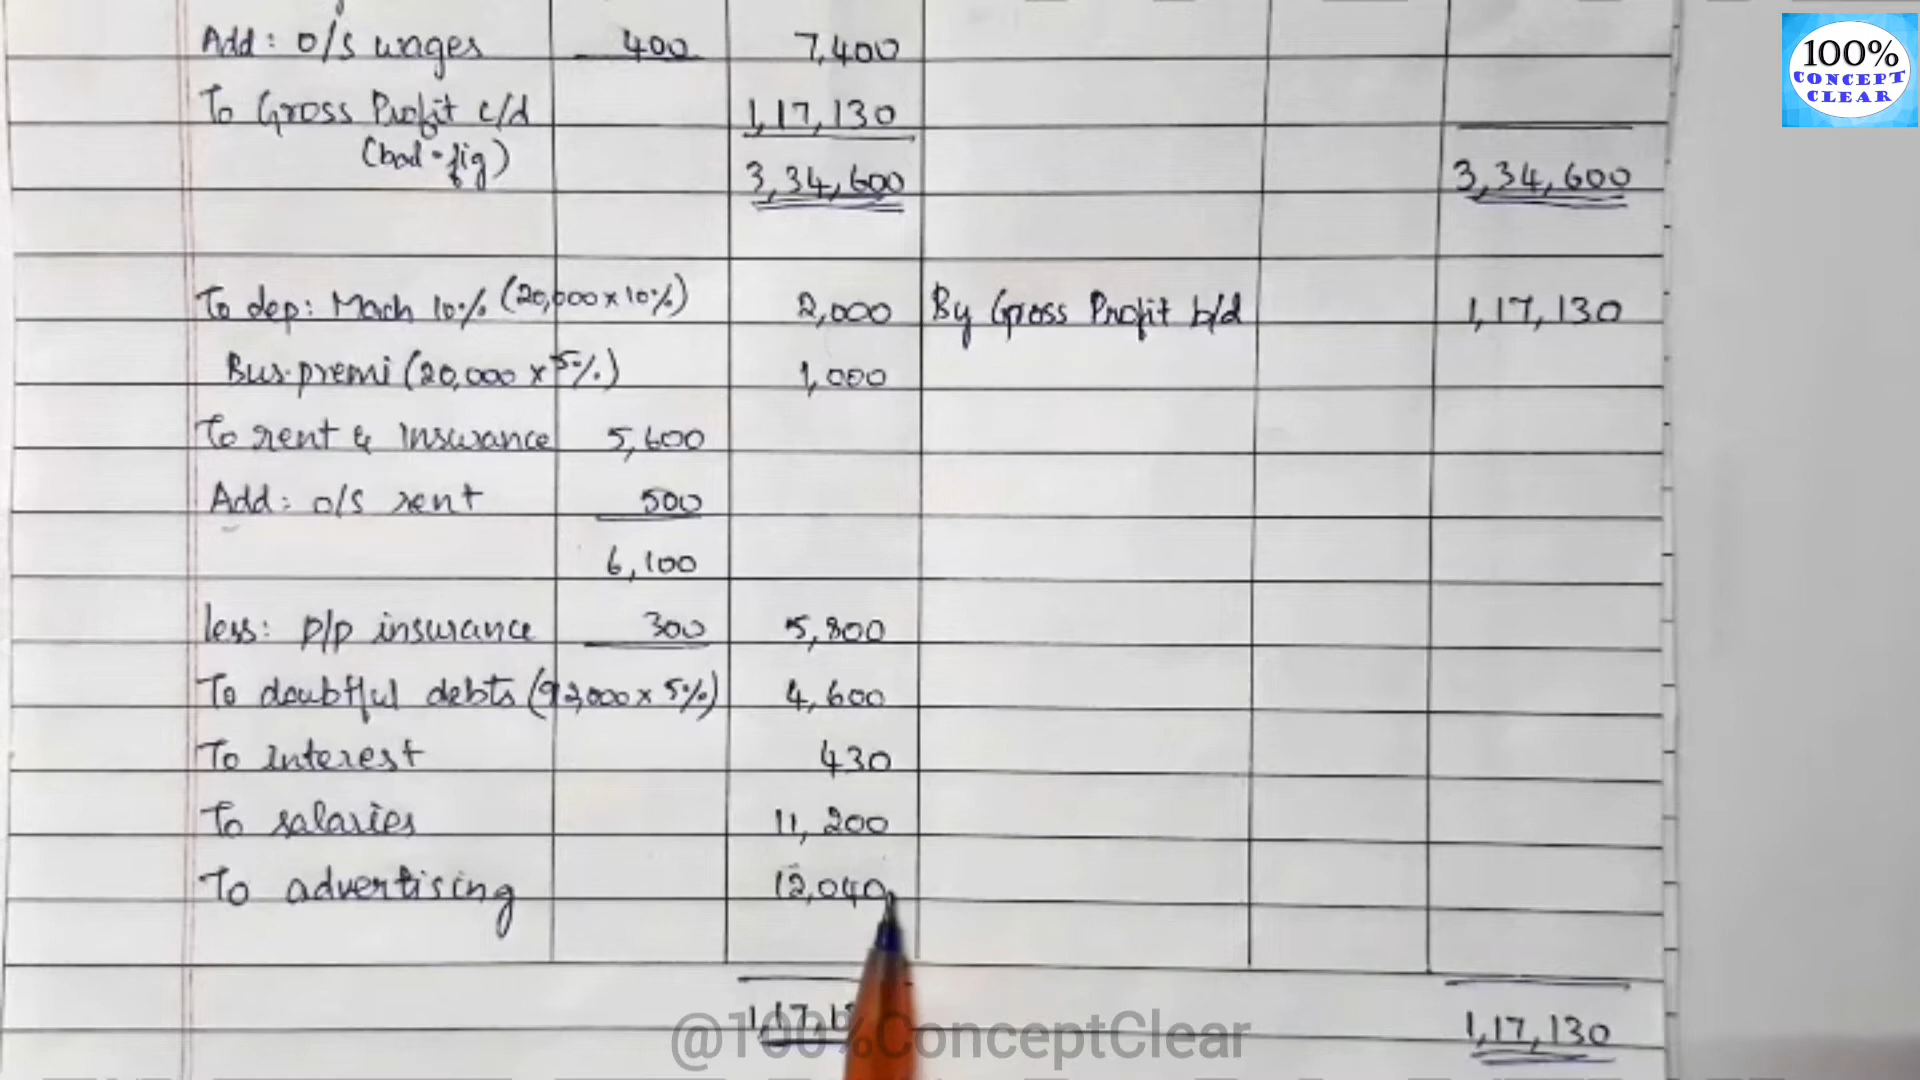 100%
CONCEPT
CLEAR
Add: o/s wages 400 7,400
To Gross Profit c/d 1,17,130
(bal-fig) 3,34,600 3,34,600
To dep: Mach 10% (20,000 x 10%) 2,000 By Gross Profit b/d 1,17,130
Bus.premi (20,000 x 5%) 1,000
To rent & Insurance 5,600
Add: o/s rent 500
6,100
less: p/p insurance 300 5,800
To doubtful debts (92,000 x 5%) 4,600
To interest 430
To salaries 11,200
To advertising 12,040
1,17,130
@100%ConceptClear